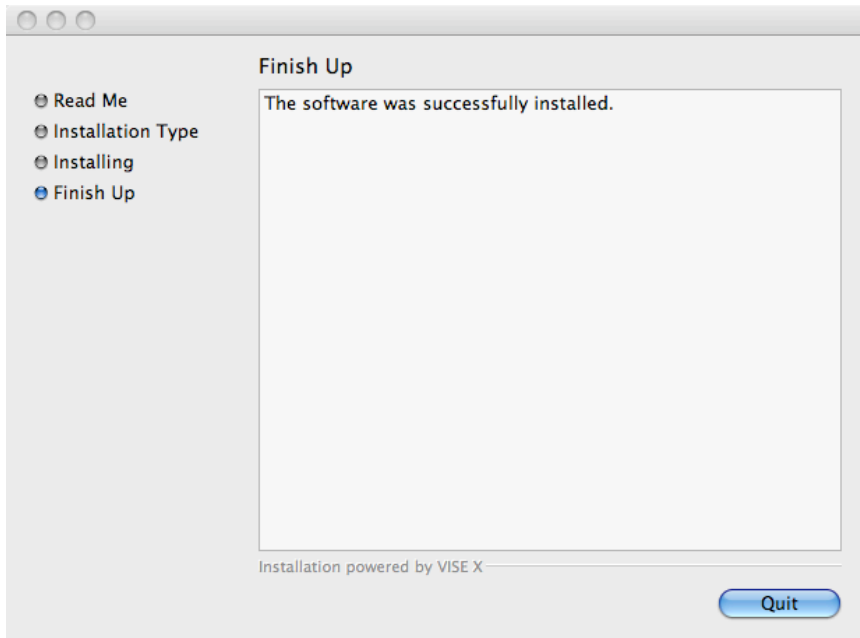 Finish Up
Read Me
Installation Type
Installing
Finish Up
The software was successfully installed.
Installation powered by VISE X
Quit